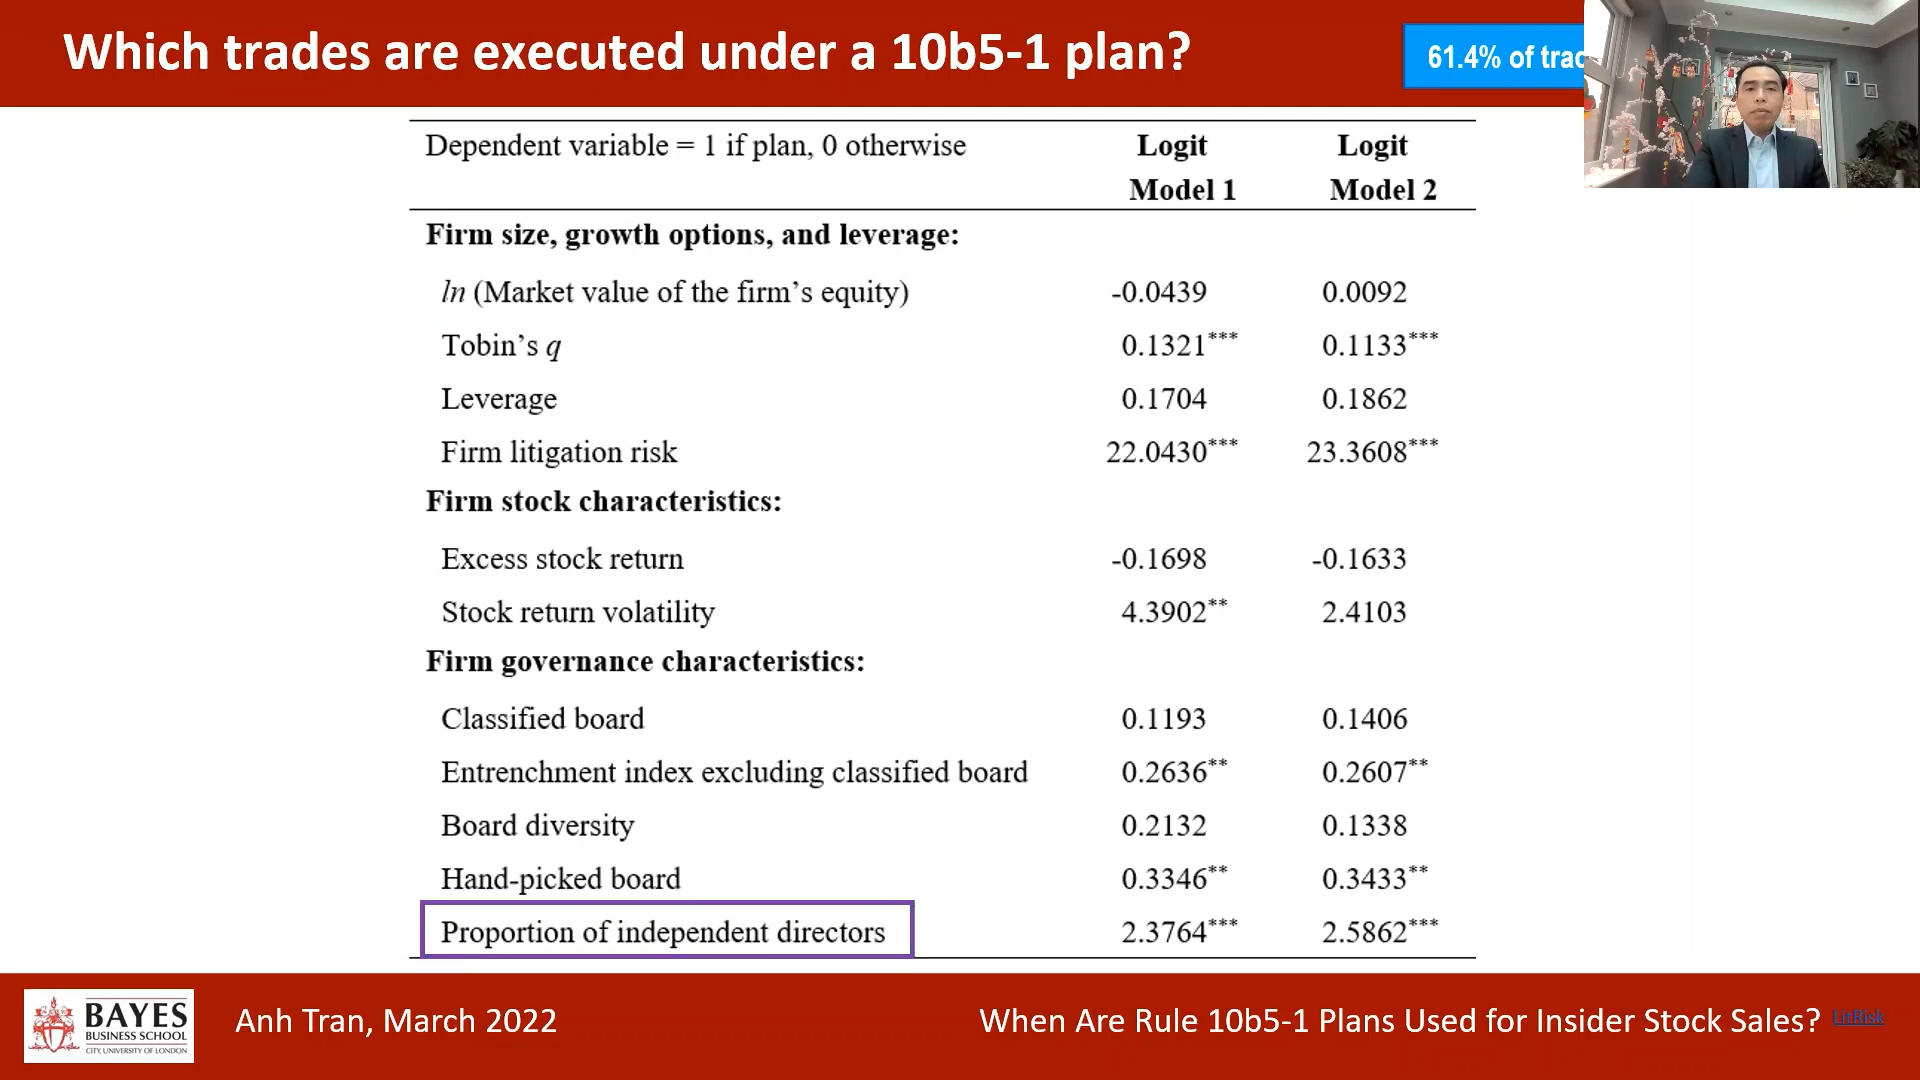 Which trades are executed under a 10b5-1 plan?
61.4% of
Dependent variable = 1 if plan, 0 otherwise Logit Logit
Model 1 Model 2
Firm size, growth options, and leverage:
ln (Market value of the firm’s equity) -0.0439 0.0092
Tobin’s q 0.1321*** 0.1133***
Leverage 0.1704 0.1862
Firm litigation risk 22.0430*** 23.3608***
Firm stock characteristics:
Excess stock return -0.1698 -0.1633
Stock return volatility 4.3902** 2.4103
Firm governance characteristics:
Classified board 0.1193 0.1406
Entrenchment index excluding classified board 0.2636** 0.2607**
Board diversity 0.2132 0.1338
Hand-picked board 0.3346** 0.3433**
Proportion of independent directors 2.3764*** 2.5862***
BAYES
BUSINESS SCHOOL
CITY, UNIVERSITY OF LONDON
Anh Tran, March 2022
When Are Rule 10b5-1 Plans Used for Insider Stock Sales?
LitRisk